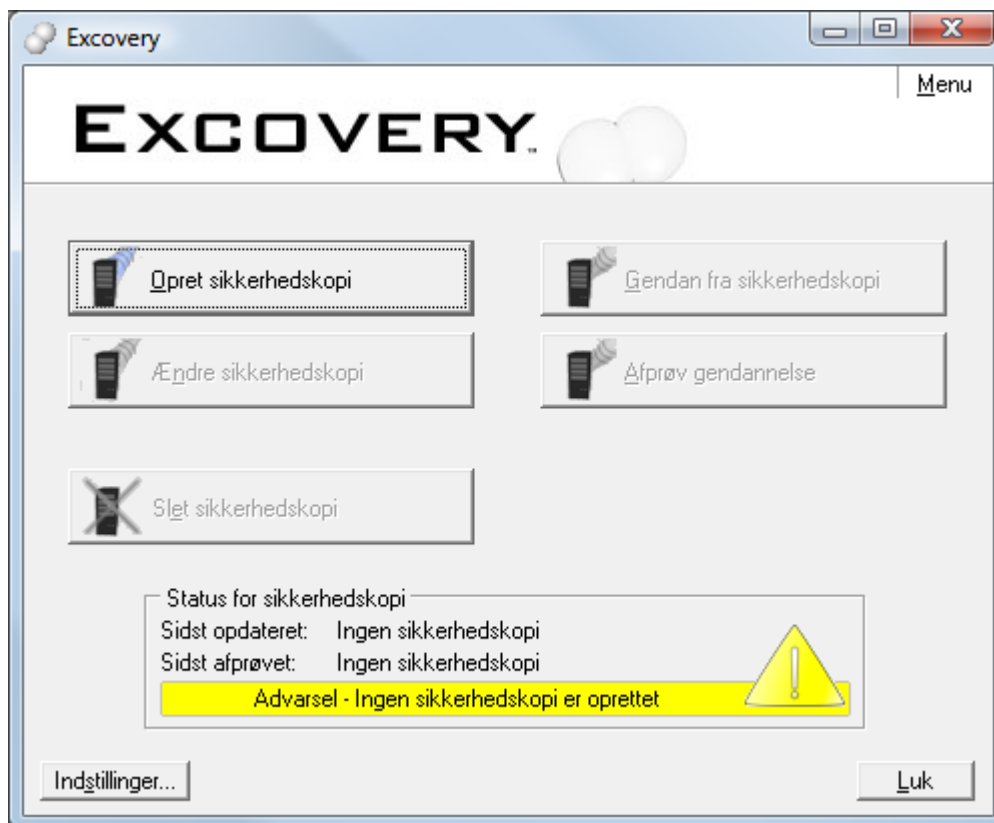 Excovery
Menu
EXCOVERY™
Opret sikkerhedskopi
Gendan fra sikkerhedskopi
Ændre sikkerhedskopi
Afprøv gendannelse
Slet sikkerhedskopi
Status for sikkerhedskopi
Sidst opdateret: Ingen sikkerhedskopi
Sidst afprøvet: Ingen sikkerhedskopi
Advarsel - Ingen sikkerhedskopi er oprettet
Indstillinger...
Luk